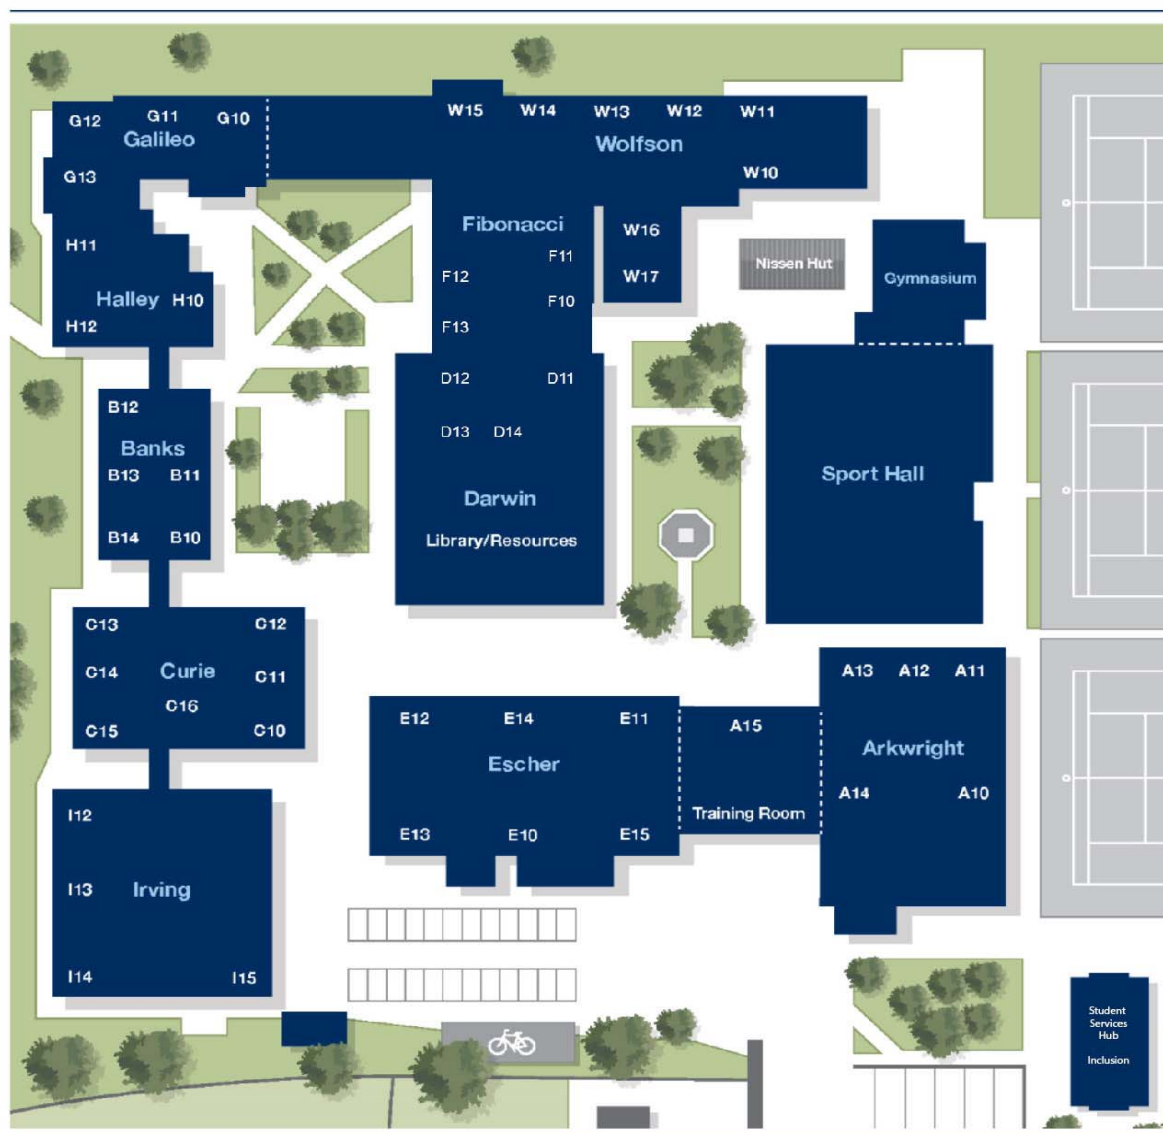 G12
G11
G10
Galileo
G13
W15
W14
W13
W12
W11
Wolfson
W10
W16
W17
Fibonacci
F11
F12
F10
F13
H11
Halley
H10
H12
Nissen Hut
Gymnasium
Sport Hall
B12
Banks
B13
B11
B14
B10
D12
D11
D13
D14
Darwin
Library/Resources
C13
C12
C14
Curie
C11
C16
C15
C10
E12
E14
E11
Escher
E13
E10
E15
A15
Training Room
A13
A12
A11
Arkwright
A14
A10
I12
I13
Irving
I14
I15
Student
Services
Hub
Inclusion